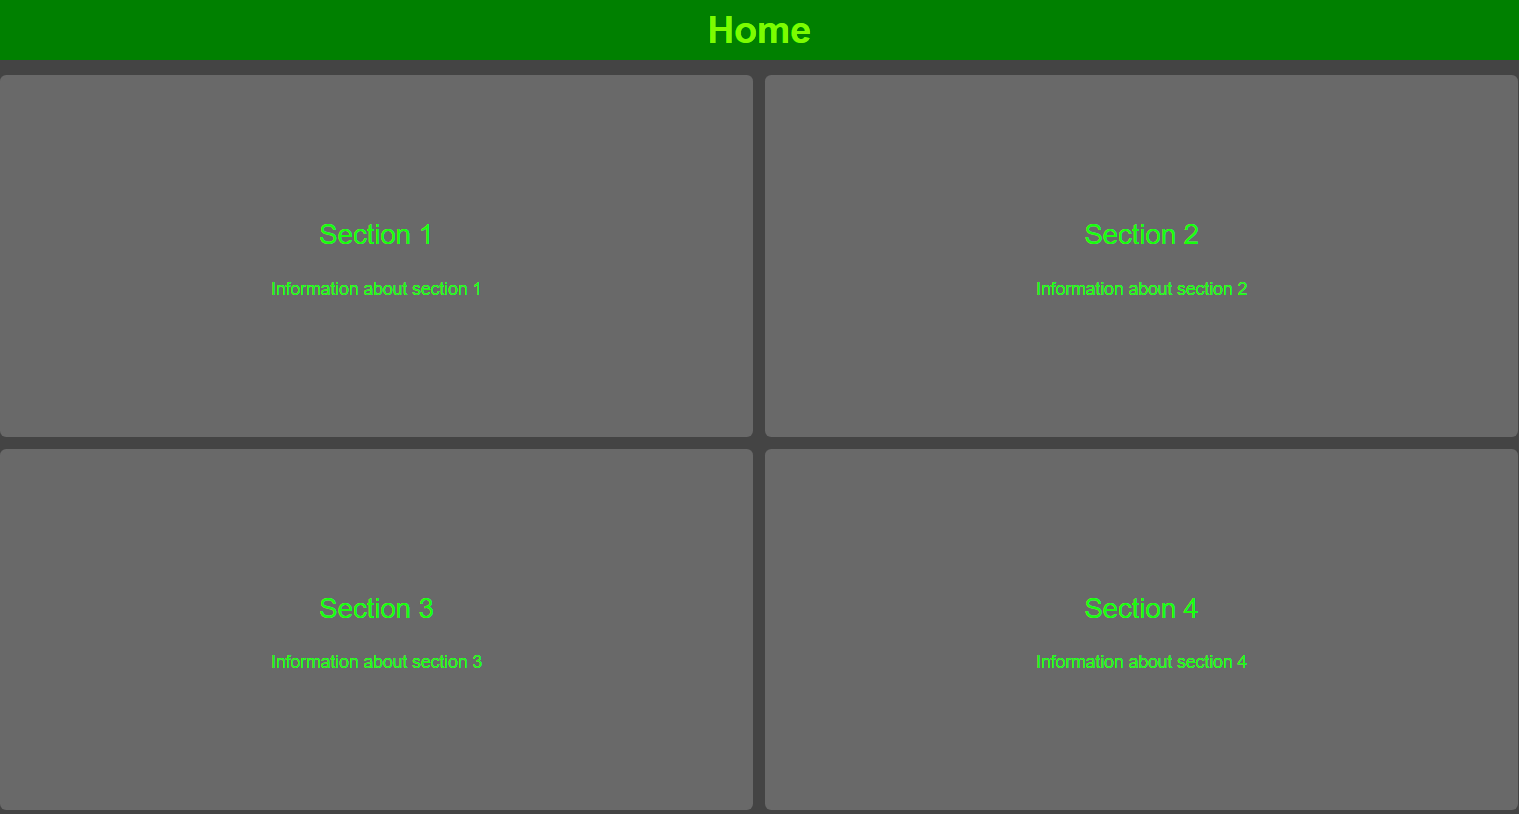 Home
Section 1
Information about section 1
Section 2
Information about section 2
Section 3
Information about section 3
Section 4
Information about section 4